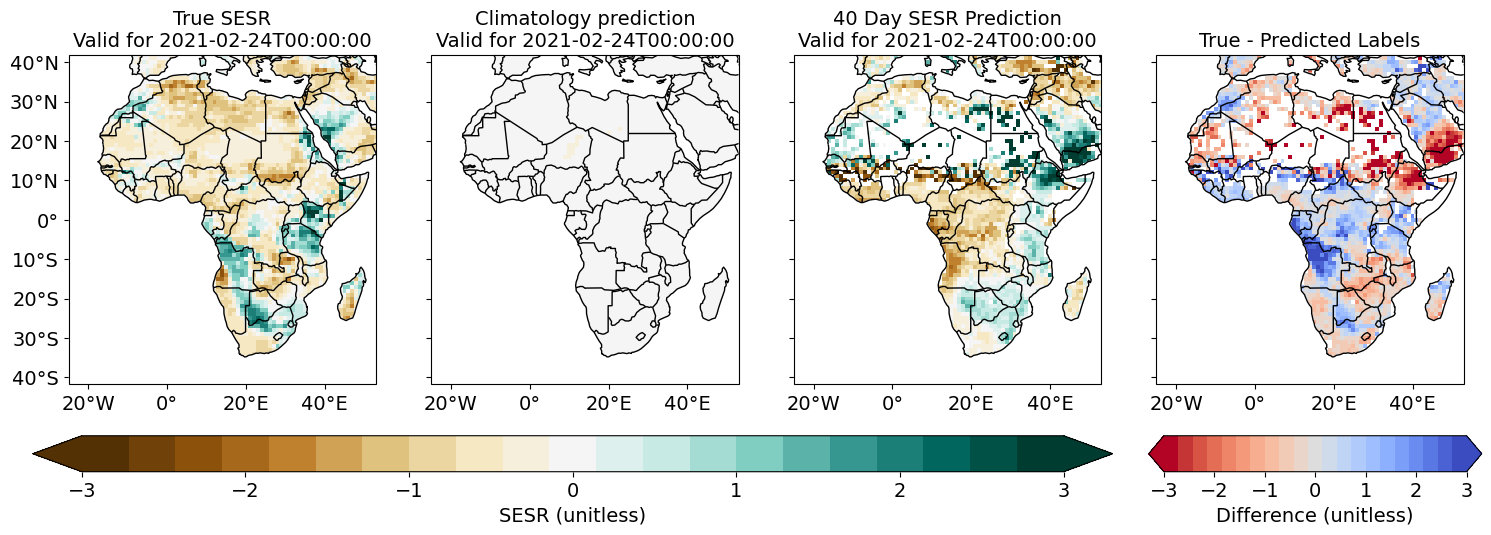 True SESR
Valid for 2021-02-24T00:00:00
Climatology prediction
Valid for 2021-02-24T00:00:00
40 Day SESR Prediction
Valid for 2021-02-24T00:00:00
True - Predicted Labels
40°N
30°N
20°N
10°N
0°
10°S
20°S
30°S
40°S
20°W 0° 20°E 40°E
20°W 0° 20°E 40°E
20°W 0° 20°E 40°E
20°W 0° 20°E 40°E
−3 −2 −1 0 1 2 3
SESR (unitless)
−3 −2 −1 0 1 2 3
Difference (unitless)